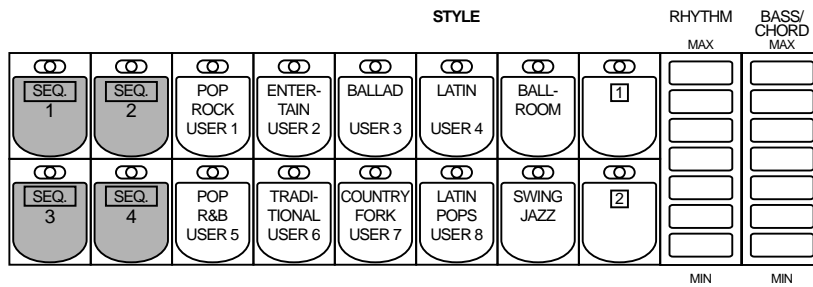 STYLE
RHYTHM
BASS/
CHORD
MAX
MAX
SEQ.
1
SEQ.
2
POP
ROCK
USER 1
ENTER-
TAIN
USER 2
BALLAD
USER 3
LATIN
USER 4
BALL-
ROOM
1
SEQ.
3
SEQ.
4
POP
R&B
USER 5
TRADI-
TIONAL
USER 6
COUNTRY
FORK
USER 7
LATIN
POPS
USER 8
SWING
JAZZ
2
MIN
MIN